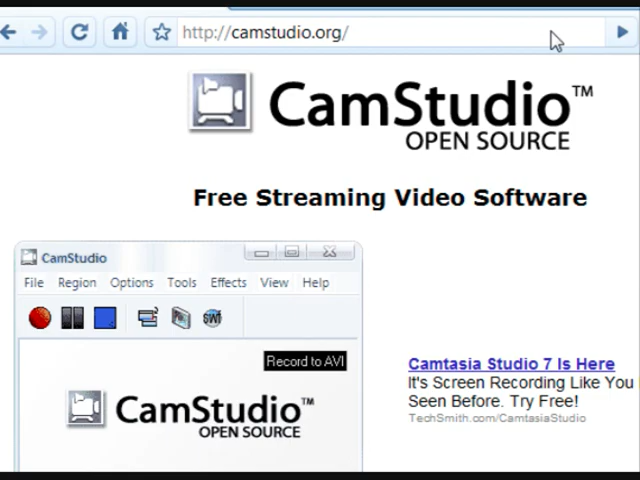 http://camstudio.org/
CamStudio™
OPEN SOURCE
Free Streaming Video Software
CamStudio
File Region Options Tools Effects View Help
SWF
Record to AVI
CamStudio™
OPEN SOURCE
Camtasia Studio 7 Is Here
It's Screen Recording Like You
Seen Before. Try Free!
TechSmith.com/CamtasiaStudio